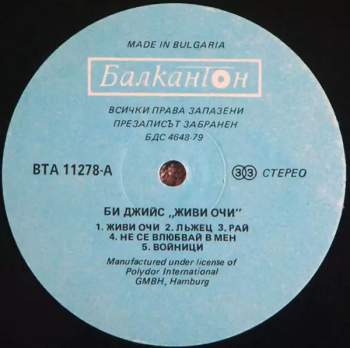 MADE IN BULGARIA
Балкантон
ВСИЧКИ ПРАВА ЗАПАЗЕНИ
ПРЕЗАПИСЪТ ЗАБРАНЕН
БДС 4648-79
ВТА 11278-А
33 СТЕРЕО
БИ ДЖИЙС „ЖИВИ ОЧИ"
1. ЖИВИ ОЧИ 2. ЛЪЖЕЦ 3. РАЙ
4. НЕ СЕ ВЛЮБВАЙ В МЕН
5. ВОЙНИЦИ
Manufactured under license of
Polydor International
GMBH, Hamburg